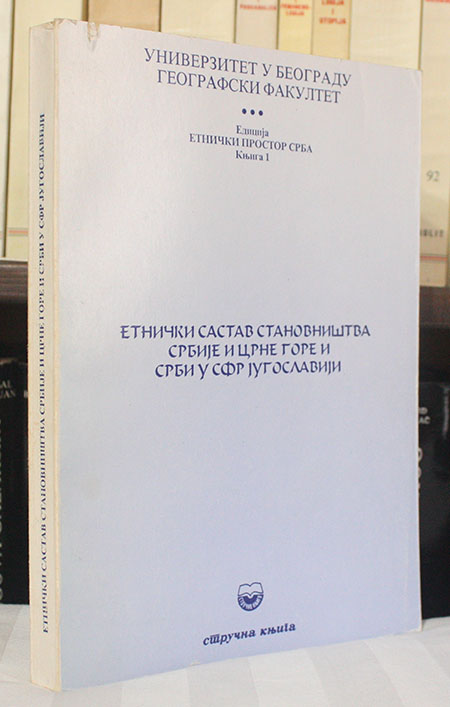 УНИВЕРЗИТЕТ У БЕОГРАДУ
ГЕОГРАФСКИ ФАКУЛТЕТ
•••
Едиција
ЕТНИЧКИ ПРОСТОР СРБА
Књига 1
ЕТНИЧКИ САСТАВ СТАНОВНИШТВА
СРБИЈЕ И ЦРНЕ ГОРЕ И
СРБИ У СФР ЈУГОСЛАВИЈИ
стручна књига
ЕТНИЧКИ САСТАВ СТАНОВНИШТВА СРБИЈЕ И ЦРНЕ ГОРЕ И СРБИ У СФР ЈУГОСЛАВИЈИ
92